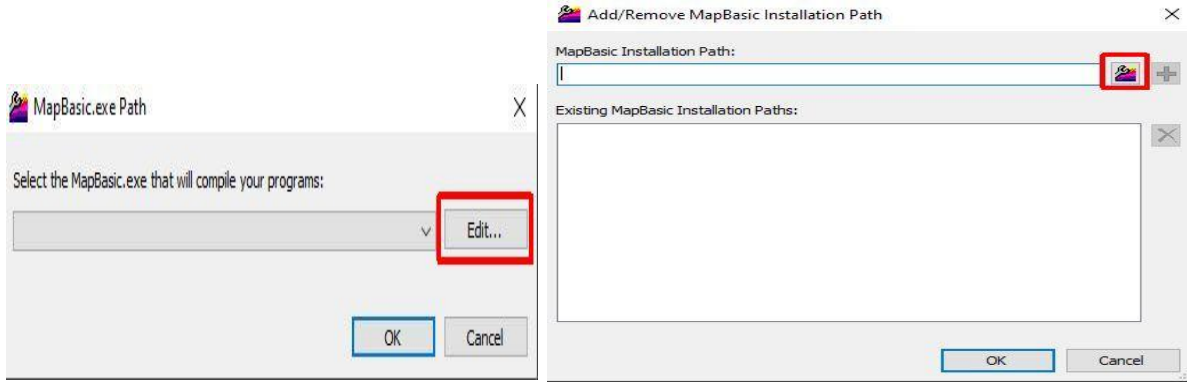 MapBasic.exe Path
Select the MapBasic.exe that will compile your programs:
Edit...
OK Cancel
Add/Remove MapBasic Installation Path
MapBasic Installation Path:
Existing MapBasic Installation Paths:
OK Cancel